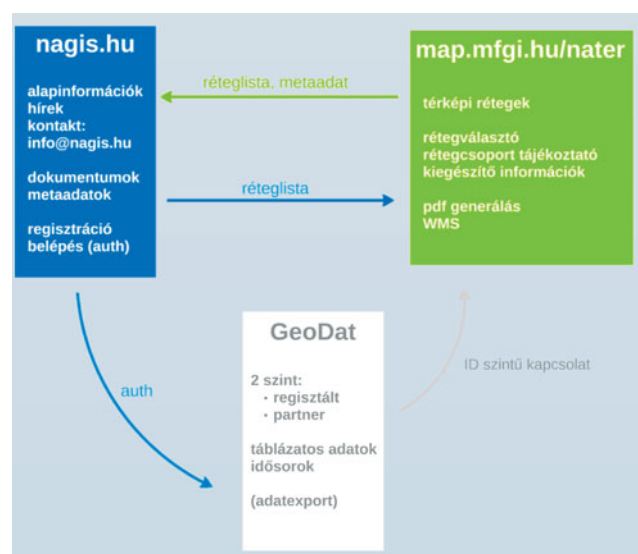 nagis.hu
alapinformációk
hírek
kontakt:
info@nagis.hu
dokumentumok
metaadatok
regisztráció
belépés (auth)
réteglista, metaadat
réteglista
map.mfgi.hu/nater
térképi rétegek
rétegválasztó
rétegcsoport tájékoztató
kiegészítő információk
pdf generálás
WMS
auth
GeoDat
2 szint:
• regisztált
• partner
táblázatos adatok
idősorok
(adatexport)
ID szintű kapcsolat